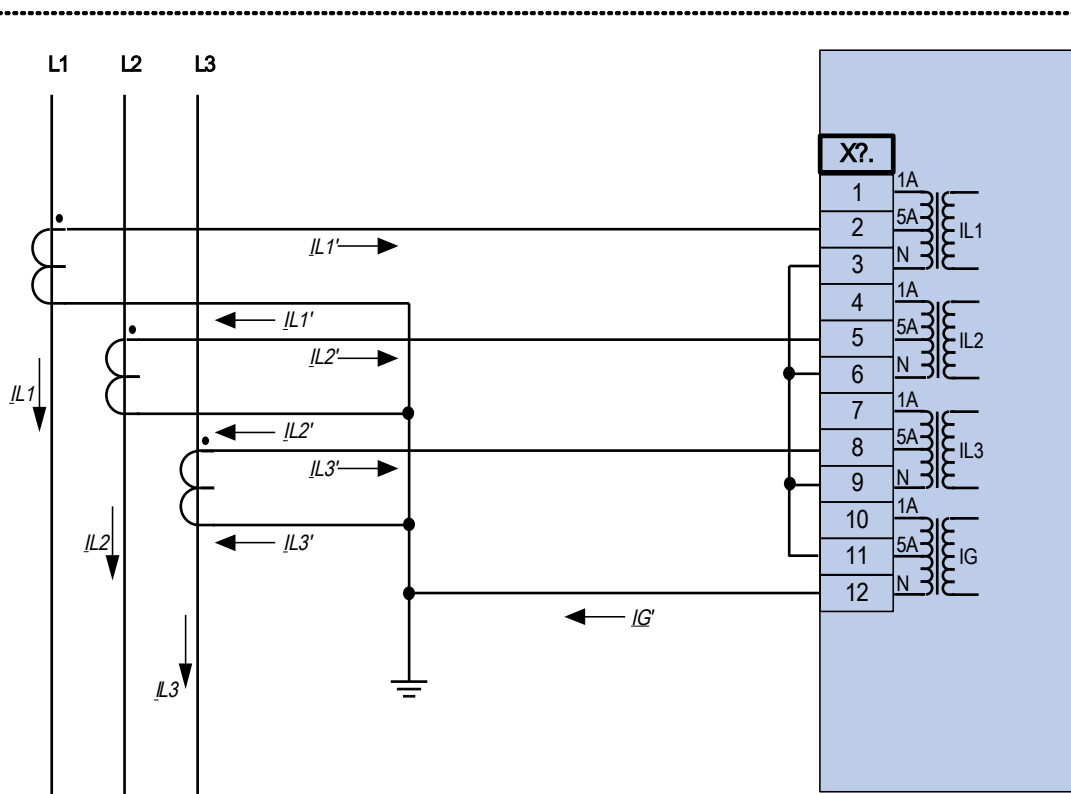 L1 L2 L3
X?.
1 1A
2 5A IL1
3 N
IL1'
4 1A
IL1'
5 5A IL2
IL2'
6 N
IL1
7 1A
IL2'
8 5A IL3
IL3'
9 N
10 1A
IL2
IL3'
11 5A IG
12 N
IG'
IL3